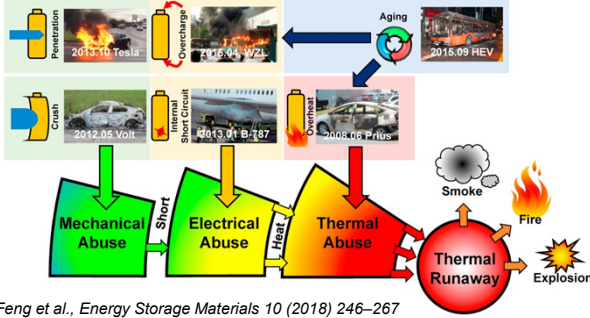 Penetration
2013.10 Tesla
Overcharge
2015.04. WZL
Aging
2015.09 HEV
Crush
2012.05 Volt
Internal
Short Circuit
2013.01 B-787
Overheat
2008.06 Prius
Mechanical
Abuse
Short
Electrical
Abuse
Heat
Thermal
Abuse
Smoke
Fire
Thermal
Runaway
Explosion
Feng et al., Energy Storage Materials 10 (2018) 246–267